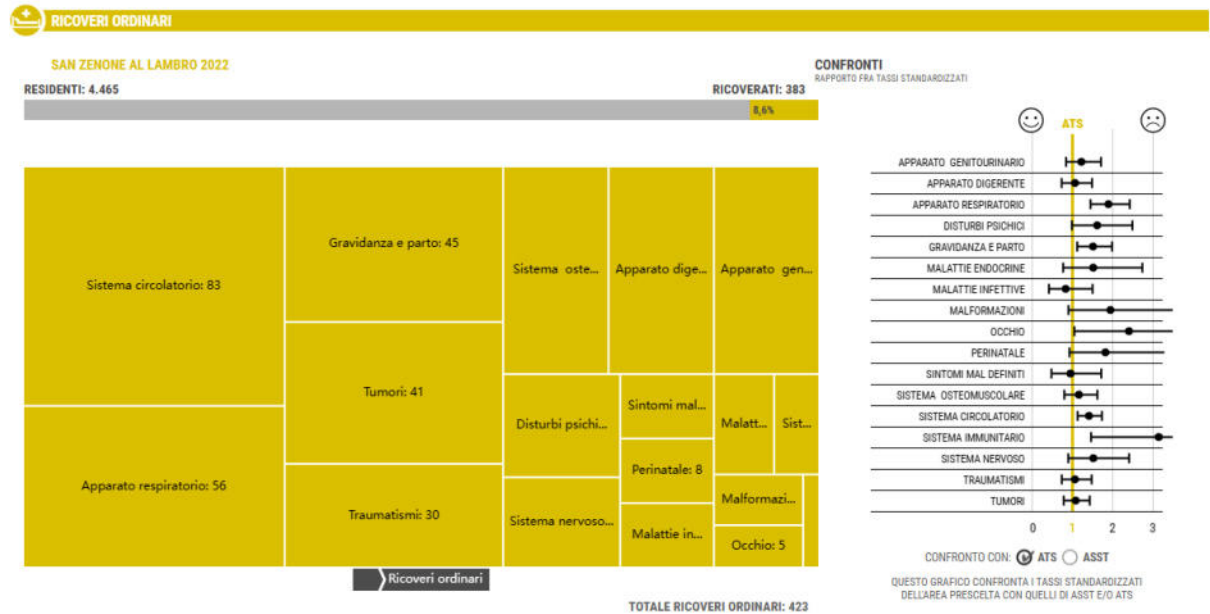 RICOVERI ORDINARI
SAN ZENONE AL LAMBRO 2022
RESIDENTI: 4.465
RICOVERATI: 383
8,6%
Sistema circolatorio: 83
Apparato respiratorio: 56
Gravidanza e parto: 45
Tumori: 41
Traumatismi: 30
Sistema oste...
Apparato dige...
Apparato gen...
Disturbi psichi...
Sistema nervoso...
Sintomi mal...
Perinatale: 8
Malattie in...
Malatt...
Sist...
Malformazi...
Occhio: 5
Ricoveri ordinari
TOTALE RICOVERI ORDINARI: 423
CONFRONTI
RAPPORTO FRA TASSI STANDARDIZZATI
ATS
APPARATO GENITOURINARIO
APPARATO DIGERENTE
APPARATO RESPIRATORIO
DISTURBI PSICHICI
GRAVIDANZA E PARTO
MALATTIE ENDOCRINE
MALATTIE INFETTIVE
MALFORMAZIONI
OCCHIO
PERINATALE
SINTOMI MAL DEFINITI
SISTEMA OSTEOMUSCOLARE
SISTEMA CIRCOLATORIO
SISTEMA IMMUNITARIO
SISTEMA NERVOSO
TRAUMATISMI
TUMORI
0 1 2 3
CONFRONTO CON: ATS ASST
QUESTO GRAFICO CONFRONTA I TASSI STANDARDIZZATI
DELL'AREA PRESCELTA CON QUELLI DI ASST E/O ATS